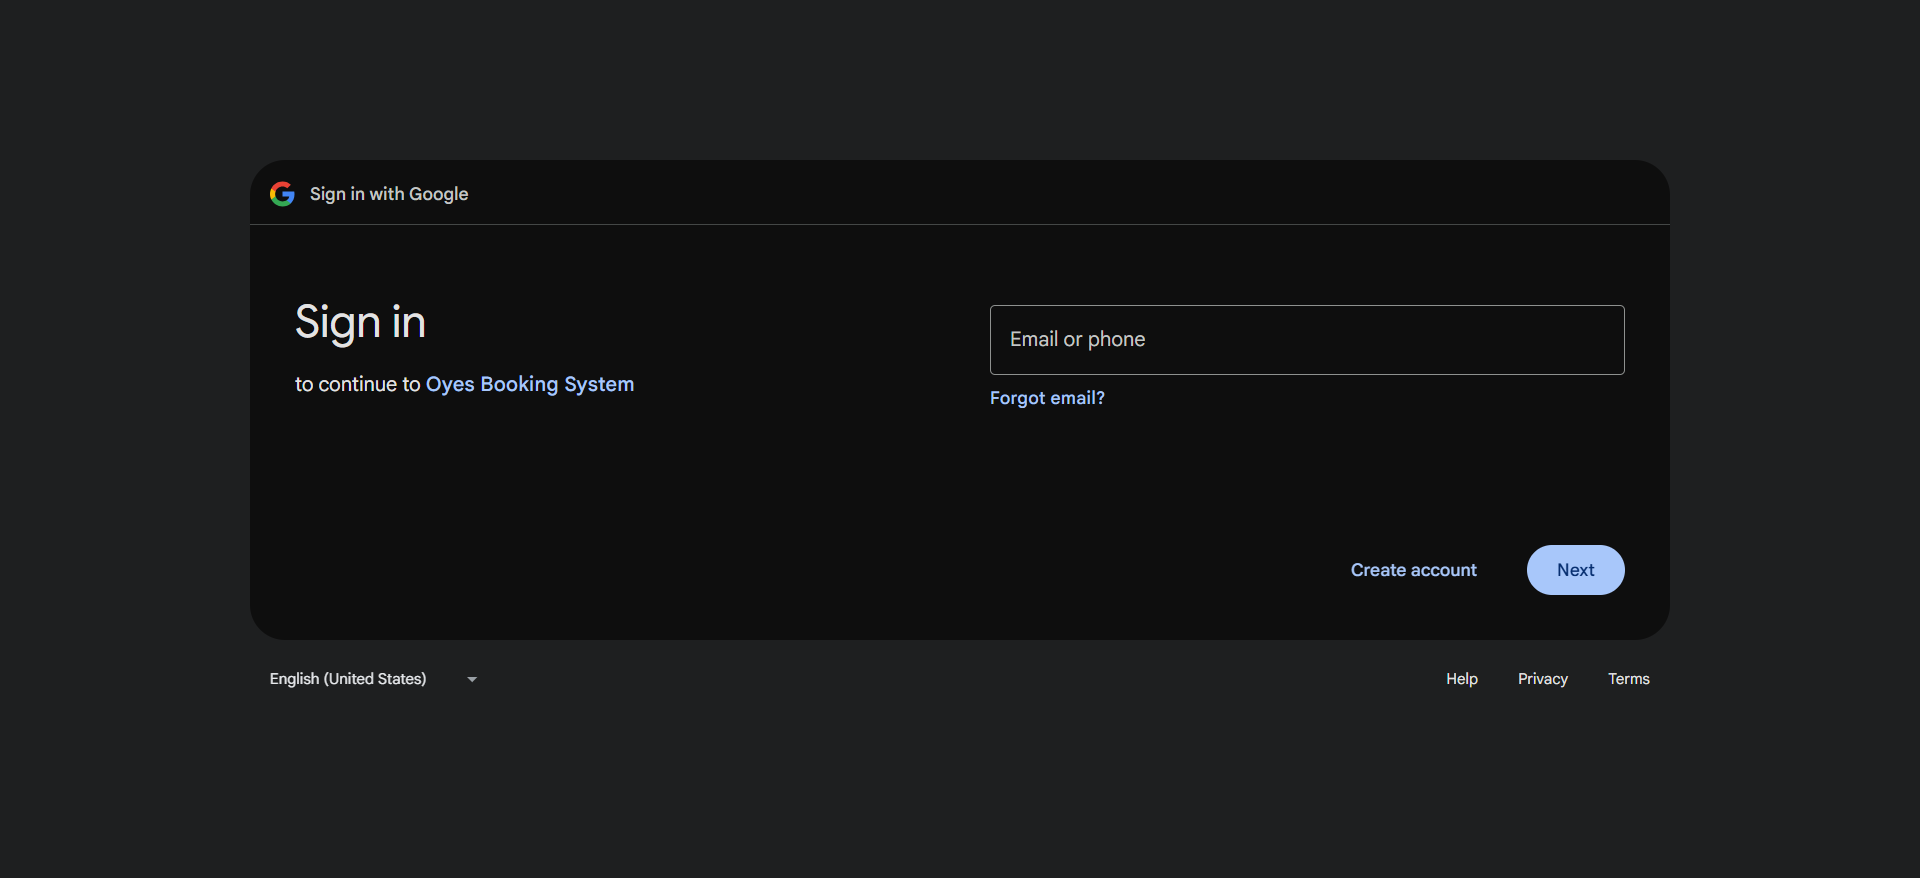 Sign in with Google
Sign in
to continue to Oyes Booking System
Email or phone
Forgot email?
Create account
Next
English (United States)
Help
Privacy
Terms